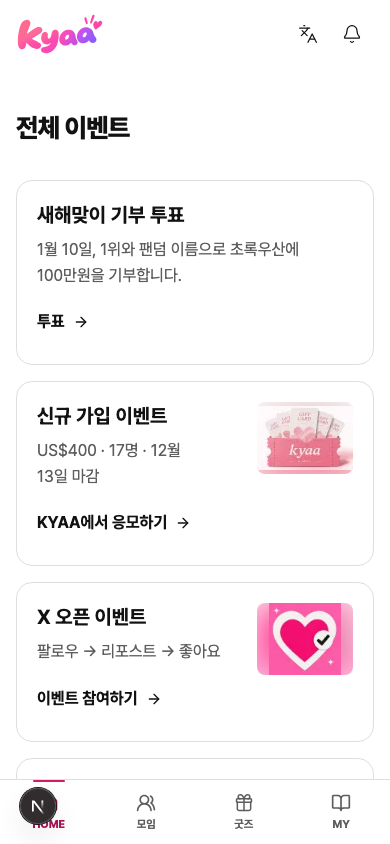 kyaa
전체 이벤트
새해맞이 기부 투표
1월 10일, 1위와 팬덤 이름으로 초록우산에
100만원을 기부합니다.
투표 →
신규 가입 이벤트
US$400 · 17명 · 12월
13일 마감
KYAA에서 응모하기 →
kyaa
X 오픈 이벤트
팔로우 → 리포스트 → 좋아요
이벤트 참여하기 →
N
HOME
모임
굿즈
MY